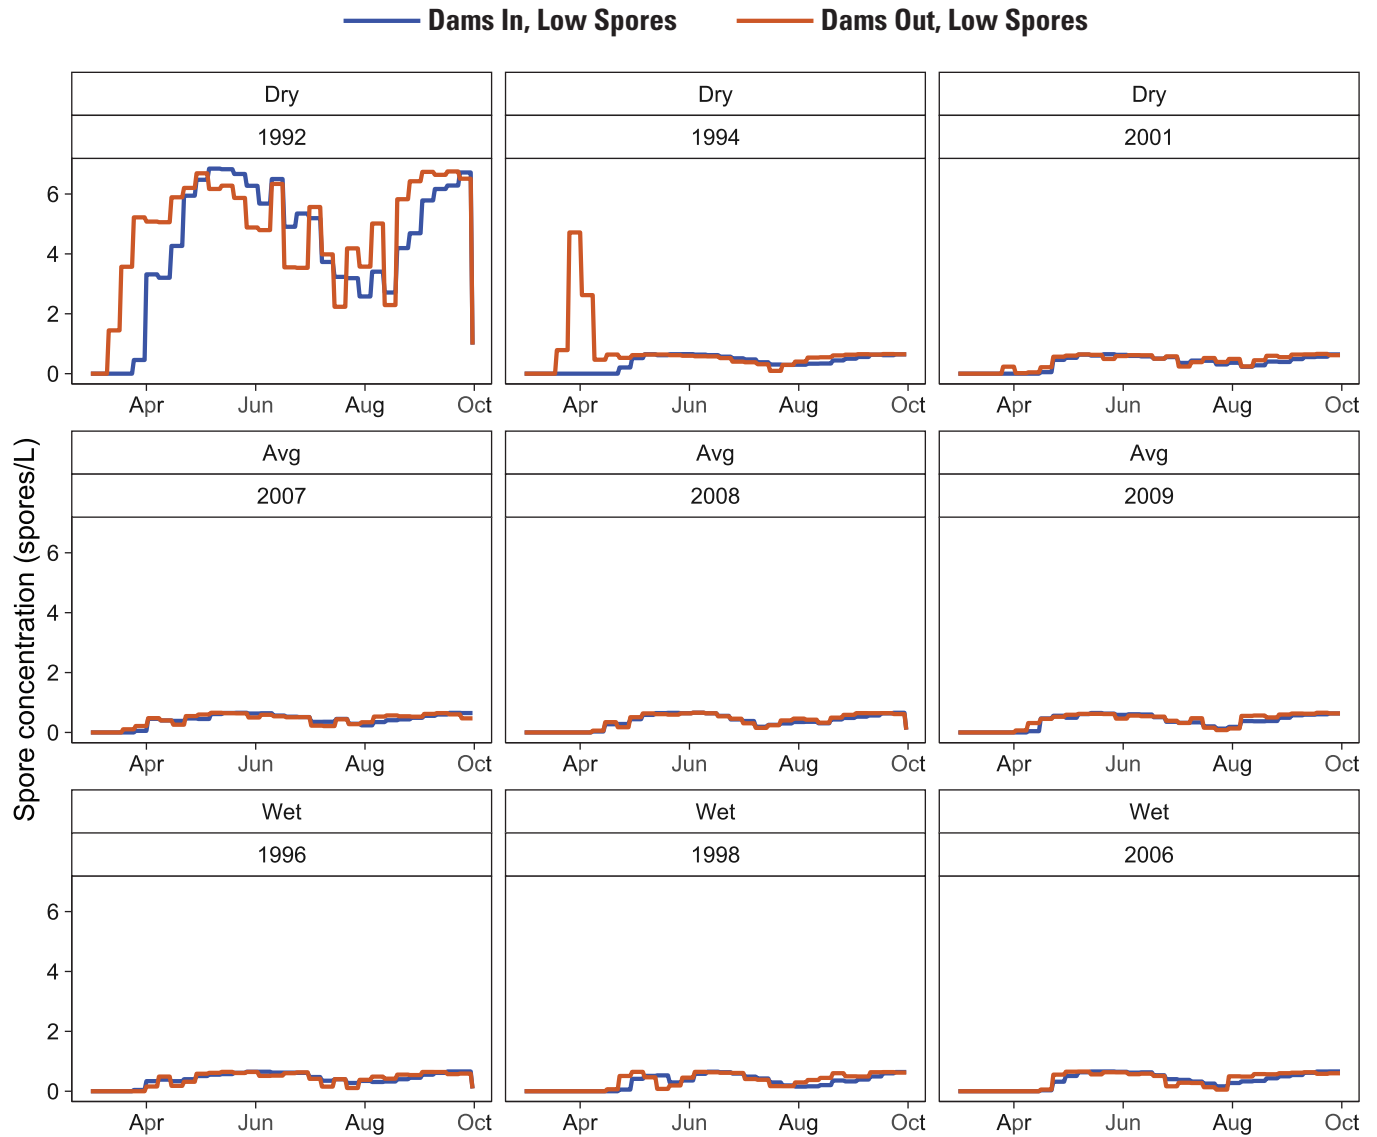 Dams In, Low Spores Dams Out, Low Spores
Dry Dry Dry
1992 1994 2001
6
4
2
0
Apr Jun Aug Oct Apr Jun Aug Oct Apr Jun Aug Oct
Spore concentration (spores/L)
Avg Avg Avg
2007 2008 2009
6
4
2
0
Apr Jun Aug Oct Apr Jun Aug Oct Apr Jun Aug Oct
Wet Wet Wet
1996 1998 2006
6
4
2
0
Apr Jun Aug Oct Apr Jun Aug Oct Apr Jun Aug Oct